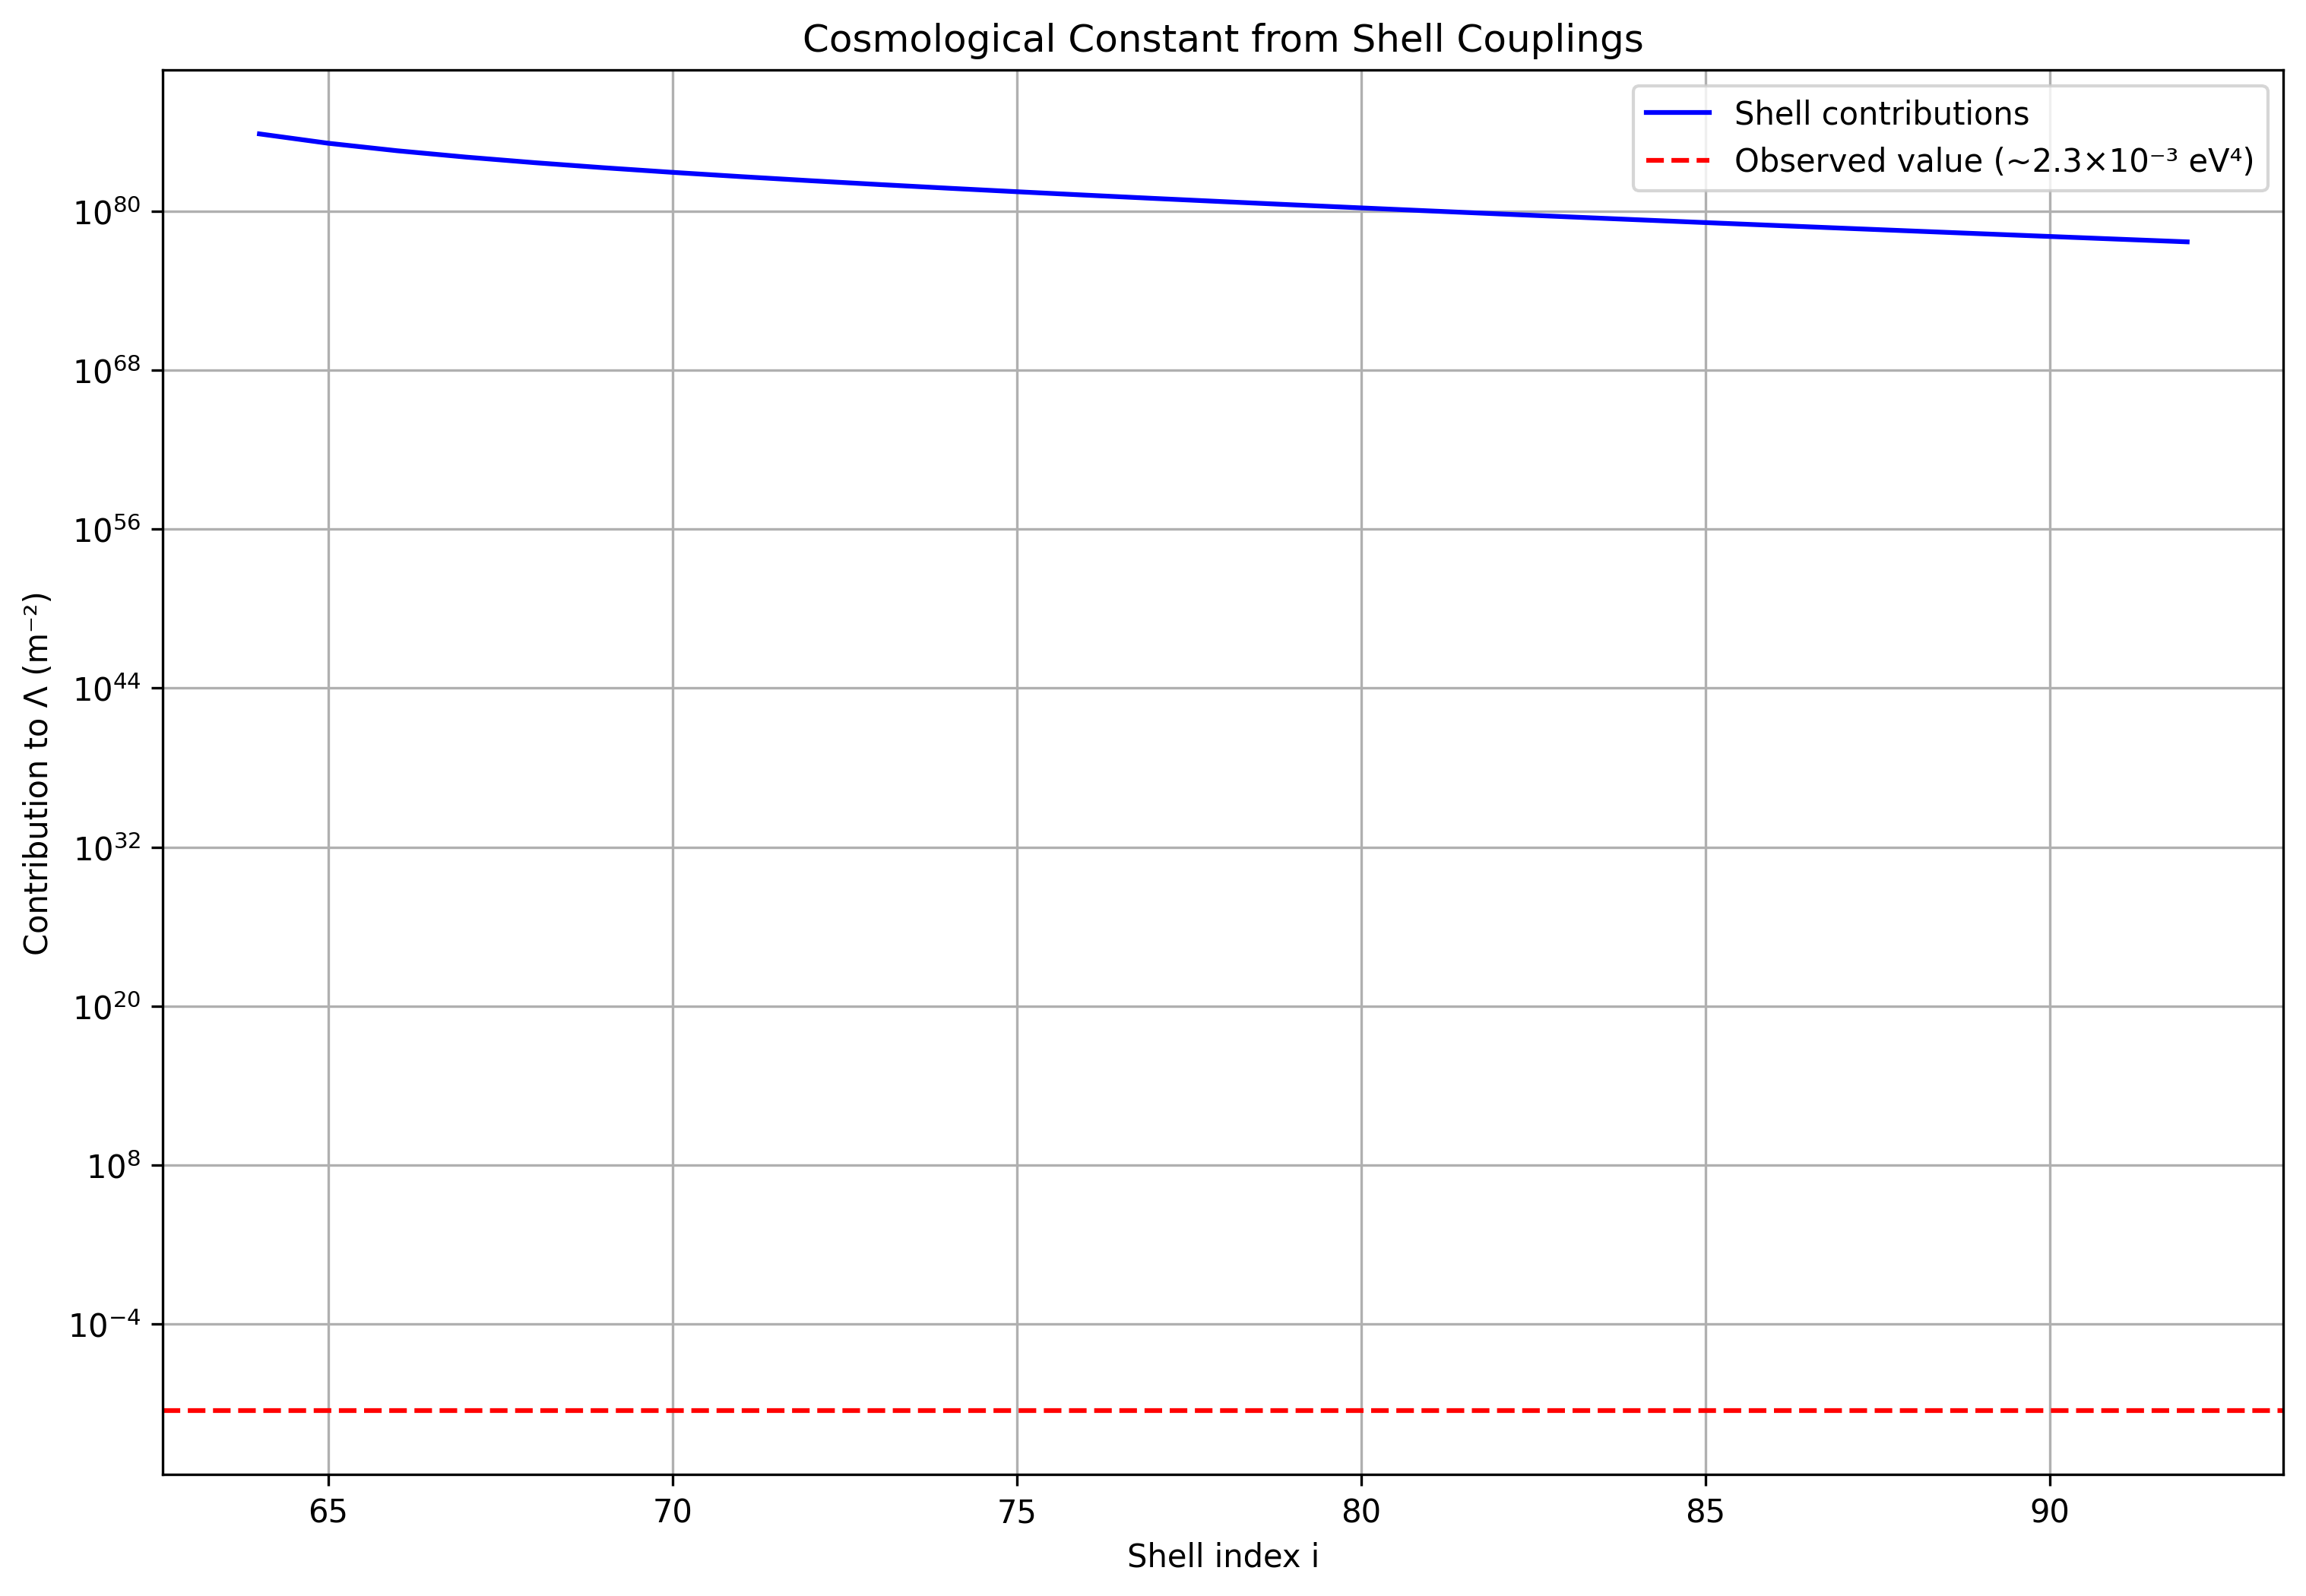 Cosmological Constant from Shell Couplings
Shell contributions
Observed value (~2.3×10⁻³ eV⁴)
Contribution to Λ (m⁻²)
10⁸⁰
10⁶⁸
10⁵⁶
10⁴⁴
10³²
10²⁰
10⁸
10⁻⁴
65 70 75 80 85 90
Shell index i